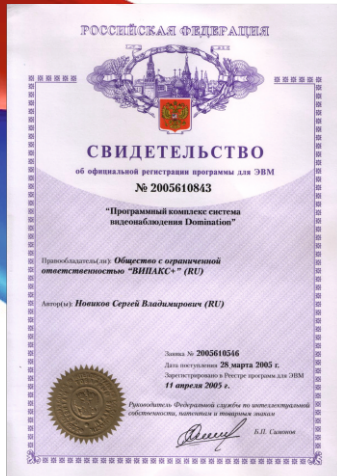 РОССИЙСКАЯ ФЕДЕРАЦИЯ
СВИДЕТЕЛЬСТВО
об официальной регистрации программы для ЭВМ
№ 2005610843
“Программный комплекс система
видеонаблюдения Domination”
Правообладатель(ли): Общество с ограниченной
ответственностью “ВИПАКС+” (RU)
Автор(ы): Новиков Сергей Владимирович (RU)
Заявка № 2005610546
Дата поступления 28 марта 2005 г.
Зарегистрировано в Реестре программ для ЭВМ
11 апреля 2005 г.
Руководитель Федеральной службы по интеллектуальной
собственности, патентам и товарным знакам
Б.П. Симонов